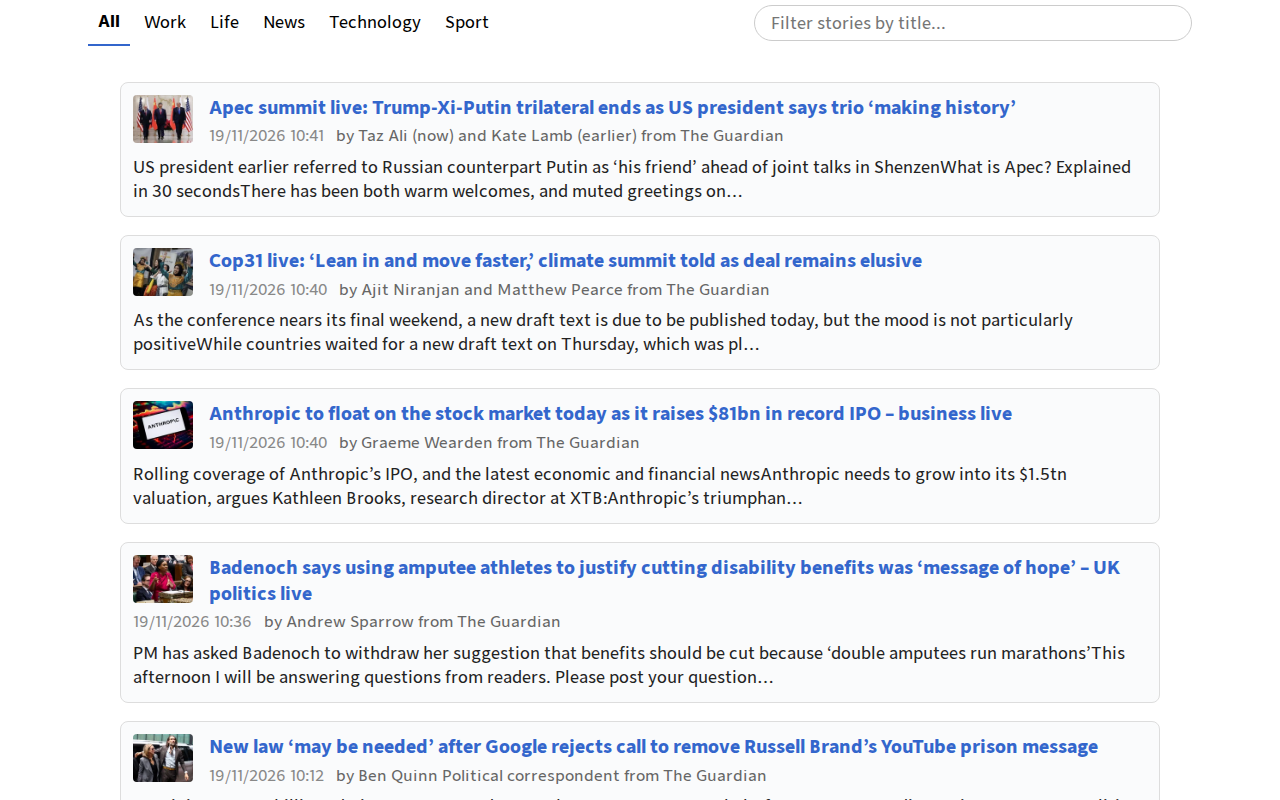 All Work Life News Technology Sport Filter stories by title...
Apec summit live: Trump-Xi-Putin trilateral ends as US president says trio ‘making history’
19/11/2026 10:41 by Taz Ali (now) and Kate Lamb (earlier) from The Guardian
US president earlier referred to Russian counterpart Putin as ‘his friend’ ahead of joint talks in ShenzenWhat is Apec? Explained
in 30 secondsThere has been both warm welcomes, and muted greetings on…
Cop31 live: ‘Lean in and move faster,’ climate summit told as deal remains elusive
19/11/2026 10:40 by Ajit Niranjan and Matthew Pearce from The Guardian
As the conference nears its final weekend, a new draft text is due to be published today, but the mood is not particularly
positiveWhile countries waited for a new draft text on Thursday, which was pl…
ANTHROPIC
Anthropic to float on the stock market today as it raises $81bn in record IPO – business live
19/11/2026 10:40 by Graeme Wearden from The Guardian
Rolling coverage of Anthropic’s IPO, and the latest economic and financial newsAnthropic needs to grow into its $1.5tn
valuation, argues Kathleen Brooks, research director at XTB:Anthropic’s triumphan…
Badenoch says using amputee athletes to justify cutting disability benefits was ‘message of hope’ – UK
politics live
19/11/2026 10:36 by Andrew Sparrow from The Guardian
PM has asked Badenoch to withdraw her suggestion that benefits should be cut because ‘double amputees run marathons’This
afternoon I will be answering questions from readers. Please post your question…
New law ‘may be needed’ after Google rejects call to remove Russell Brand’s YouTube prison message
19/11/2026 10:12 by Ben Quinn Political correspondent from The Guardian